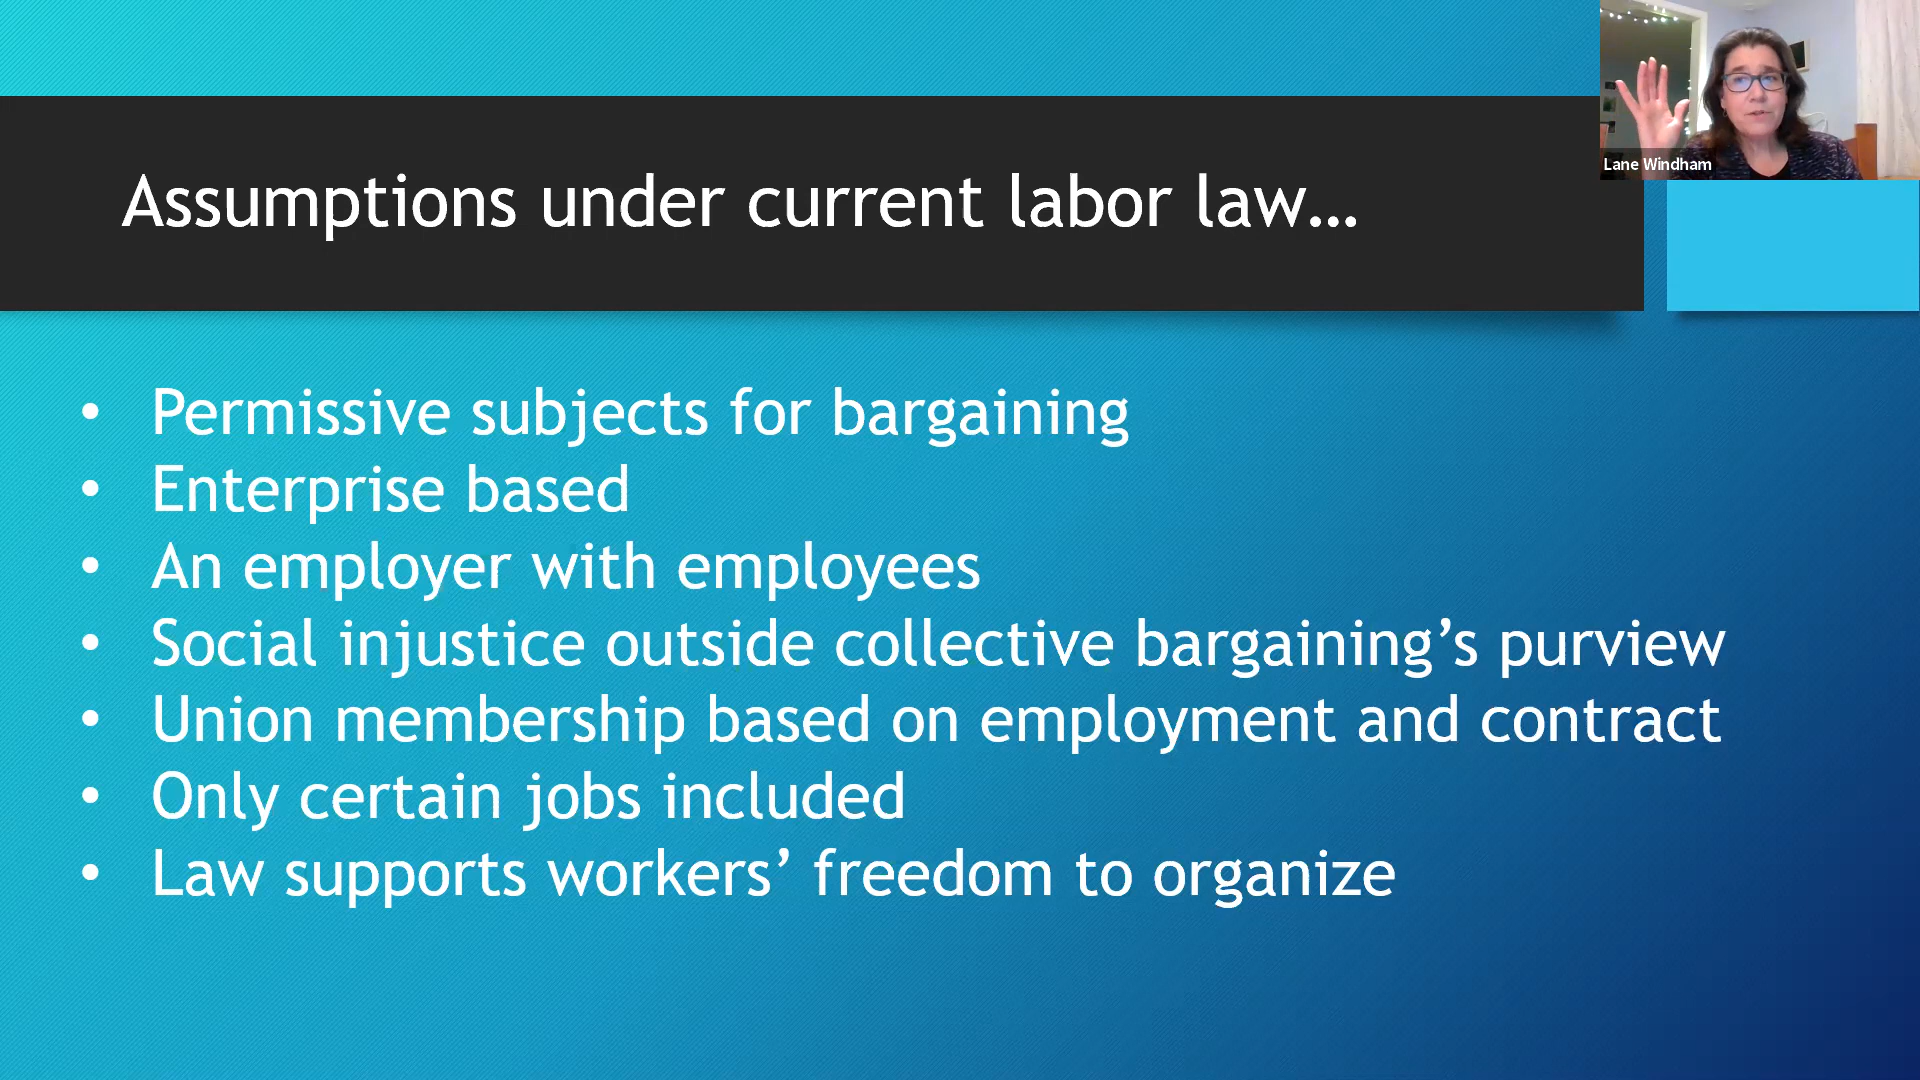 Lane Windham
Assumptions under current labor law…
• Permissive subjects for bargaining
• Enterprise based
• An employer with employees
• Social injustice outside collective bargaining’s purview
• Union membership based on employment and contract
• Only certain jobs included
• Law supports workers’ freedom to organize